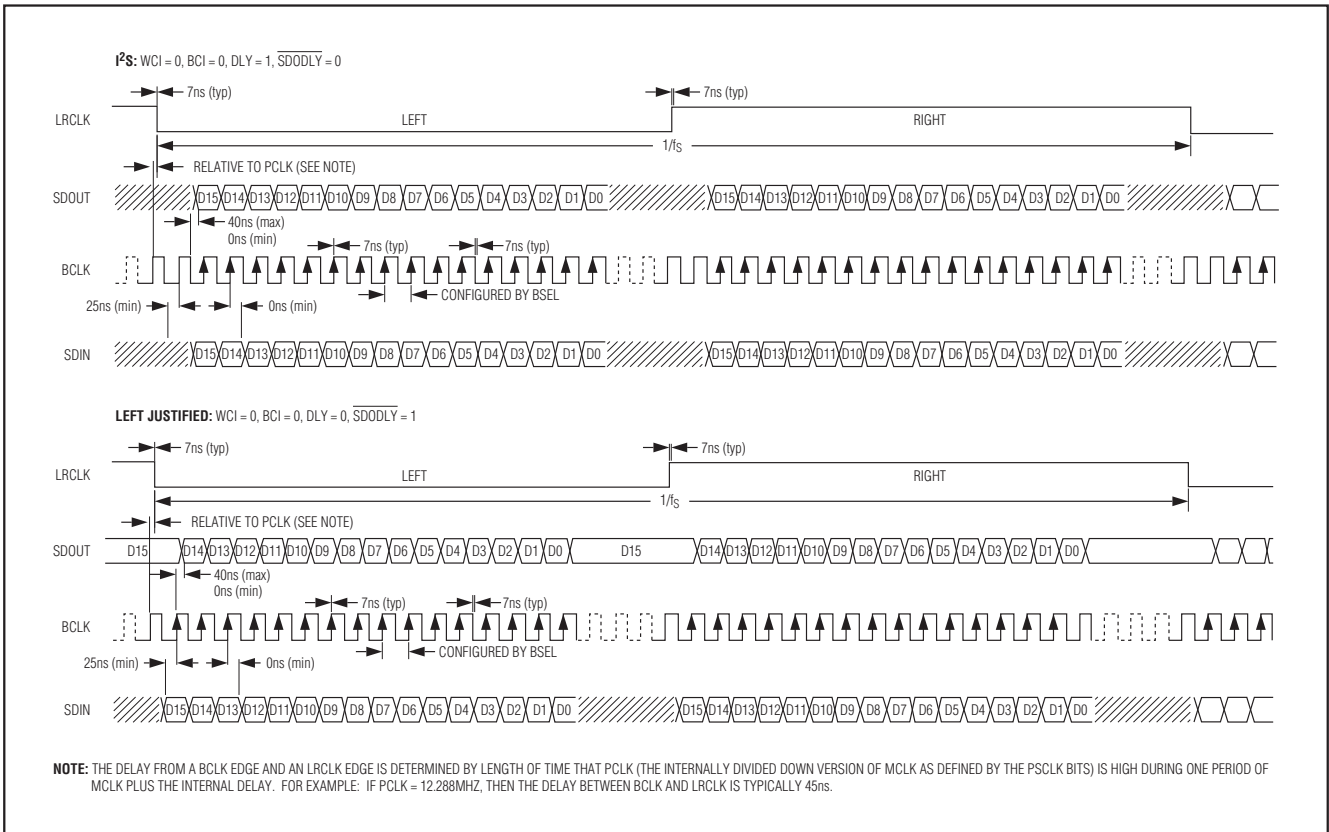 I²S: WCI = 0, BCI = 0, DLY = 1, S̅D̅O̅D̅L̅Y̅ = 0
7ns (typ)
7ns (typ)
LRCLK
LEFT
RIGHT
1/fS
RELATIVE TO PCLK (SEE NOTE)
SDOUT
D15 D14 D13 D12 D11 D10 D9 D8 D7 D6 D5 D4 D3 D2 D1 D0
D15 D14 D13 D12 D11 D10 D9 D8 D7 D6 D5 D4 D3 D2 D1 D0
40ns (max)
0ns (min)
7ns (typ)
7ns (typ)
BCLK
25ns (min)
0ns (min)
CONFIGURED BY BSEL
SDIN
D15 D14 D13 D12 D11 D10 D9 D8 D7 D6 D5 D4 D3 D2 D1 D0
D15 D14 D13 D12 D11 D10 D9 D8 D7 D6 D5 D4 D3 D2 D1 D0
LEFT JUSTIFIED: WCI = 0, BCI = 0, DLY = 0, S̅D̅O̅D̅L̅Y̅ = 1
7ns (typ)
7ns (typ)
LRCLK
LEFT
RIGHT
1/fS
RELATIVE TO PCLK (SEE NOTE)
SDOUT
D15 D14 D13 D12 D11 D10 D9 D8 D7 D6 D5 D4 D3 D2 D1 D0
D15 D14 D13 D12 D11 D10 D9 D8 D7 D6 D5 D4 D3 D2 D1 D0
40ns (max)
0ns (min)
7ns (typ)
7ns (typ)
BCLK
25ns (min)
0ns (min)
CONFIGURED BY BSEL
SDIN
D15 D14 D13 D12 D11 D10 D9 D8 D7 D6 D5 D4 D3 D2 D1 D0
D15 D14 D13 D12 D11 D10 D9 D8 D7 D6 D5 D4 D3 D2 D1 D0
NOTE: THE DELAY FROM A BCLK EDGE AND AN LRCLK EDGE IS DETERMINED BY LENGTH OF TIME THAT PCLK (THE INTERNALLY DIVIDED DOWN VERSION OF MCLK AS DEFINED BY THE PSCLK BITS) IS HIGH DURING ONE PERIOD OF
MCLK PLUS THE INTERNAL DELAY. FOR EXAMPLE: IF PCLK = 12.288MHZ, THEN THE DELAY BETWEEN BCLK AND LRCLK IS TYPICALLY 45ns.